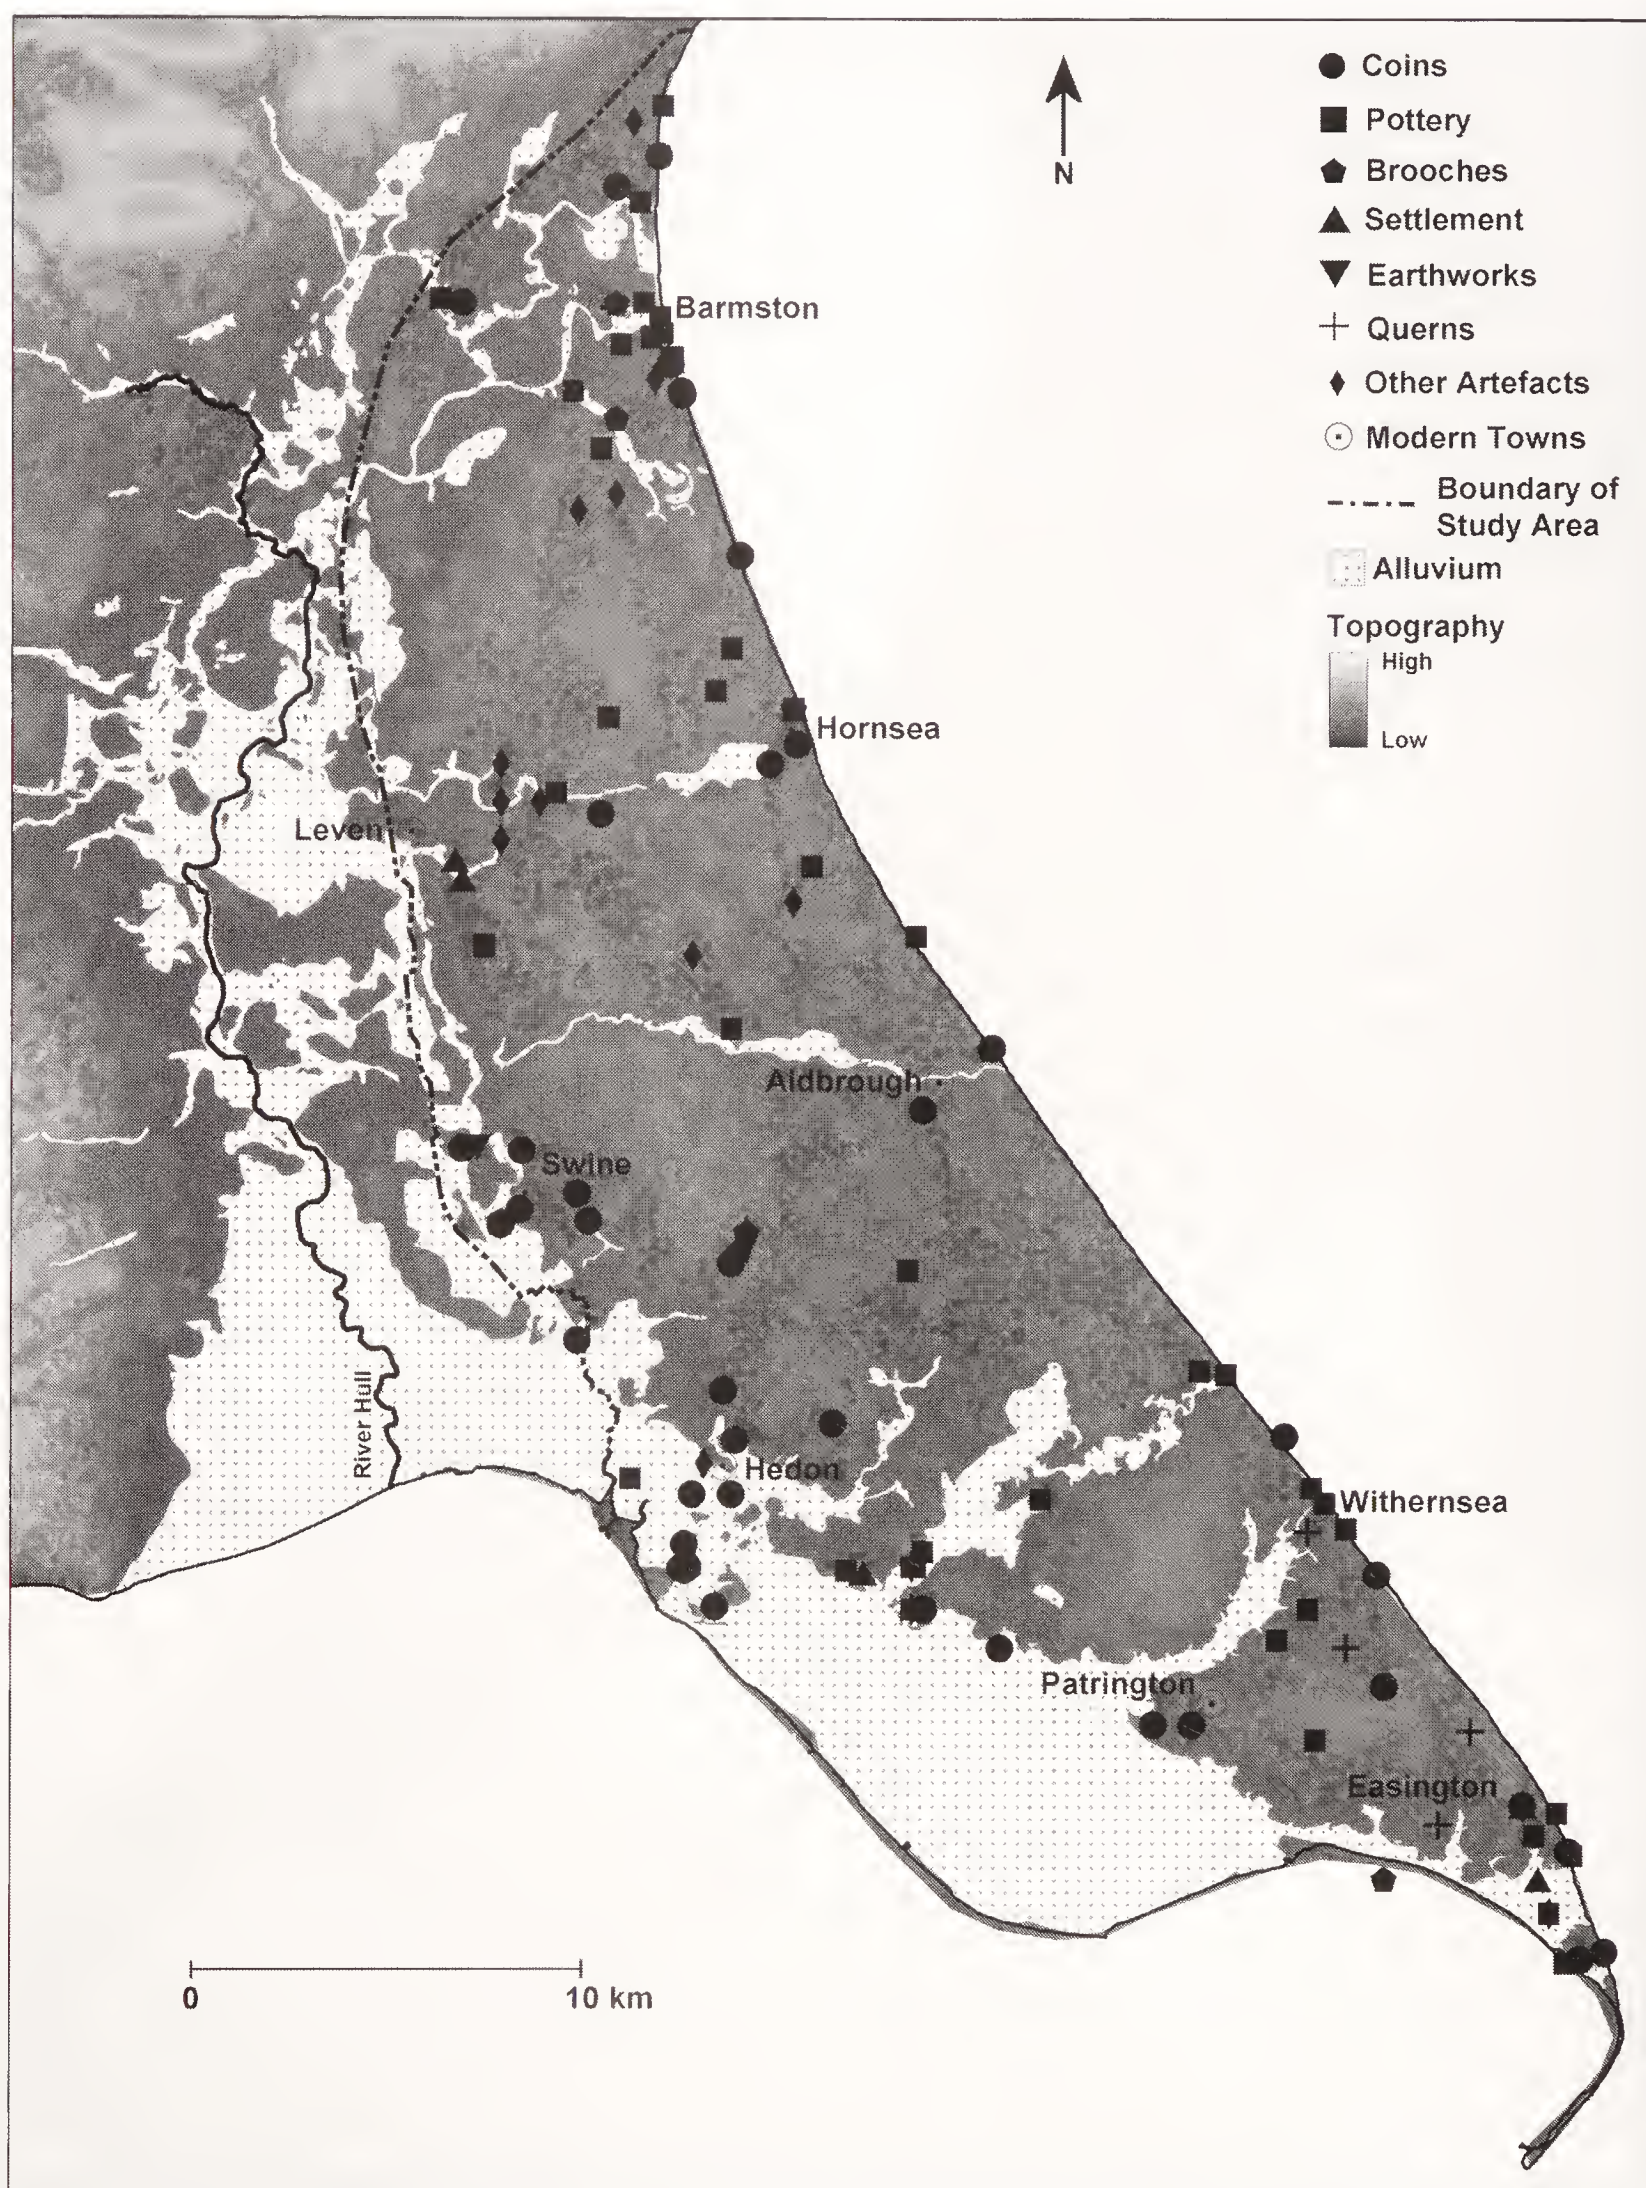 Coins
Pottery
Brooches
Settlement
Earthworks
Querns
Other Artefacts
Modern Towns
Boundary of
Study Area
Alluvium
Topography
High
Low
N
Barmston
Hornsea
Leven
Aldbrough
Swine
River Hull
Hedon
Withernsea
Patrington
Easington
0
10 km